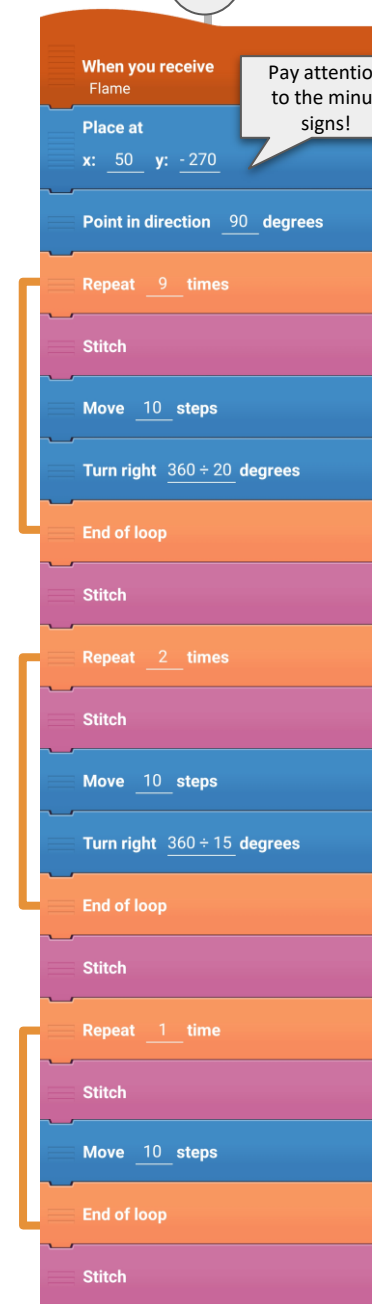 When you receive
Flame
Pay attentio
to the minu
signs!
Place at
x: 50 y: - 270
Point in direction 90 degrees
Repeat 9 times
Stitch
Move 10 steps
Turn right 360 ÷ 20 degrees
End of loop
Stitch
Repeat 2 times
Stitch
Move 10 steps
Turn right 360 ÷ 15 degrees
End of loop
Stitch
Repeat 1 time
Stitch
Move 10 steps
End of loop
Stitch